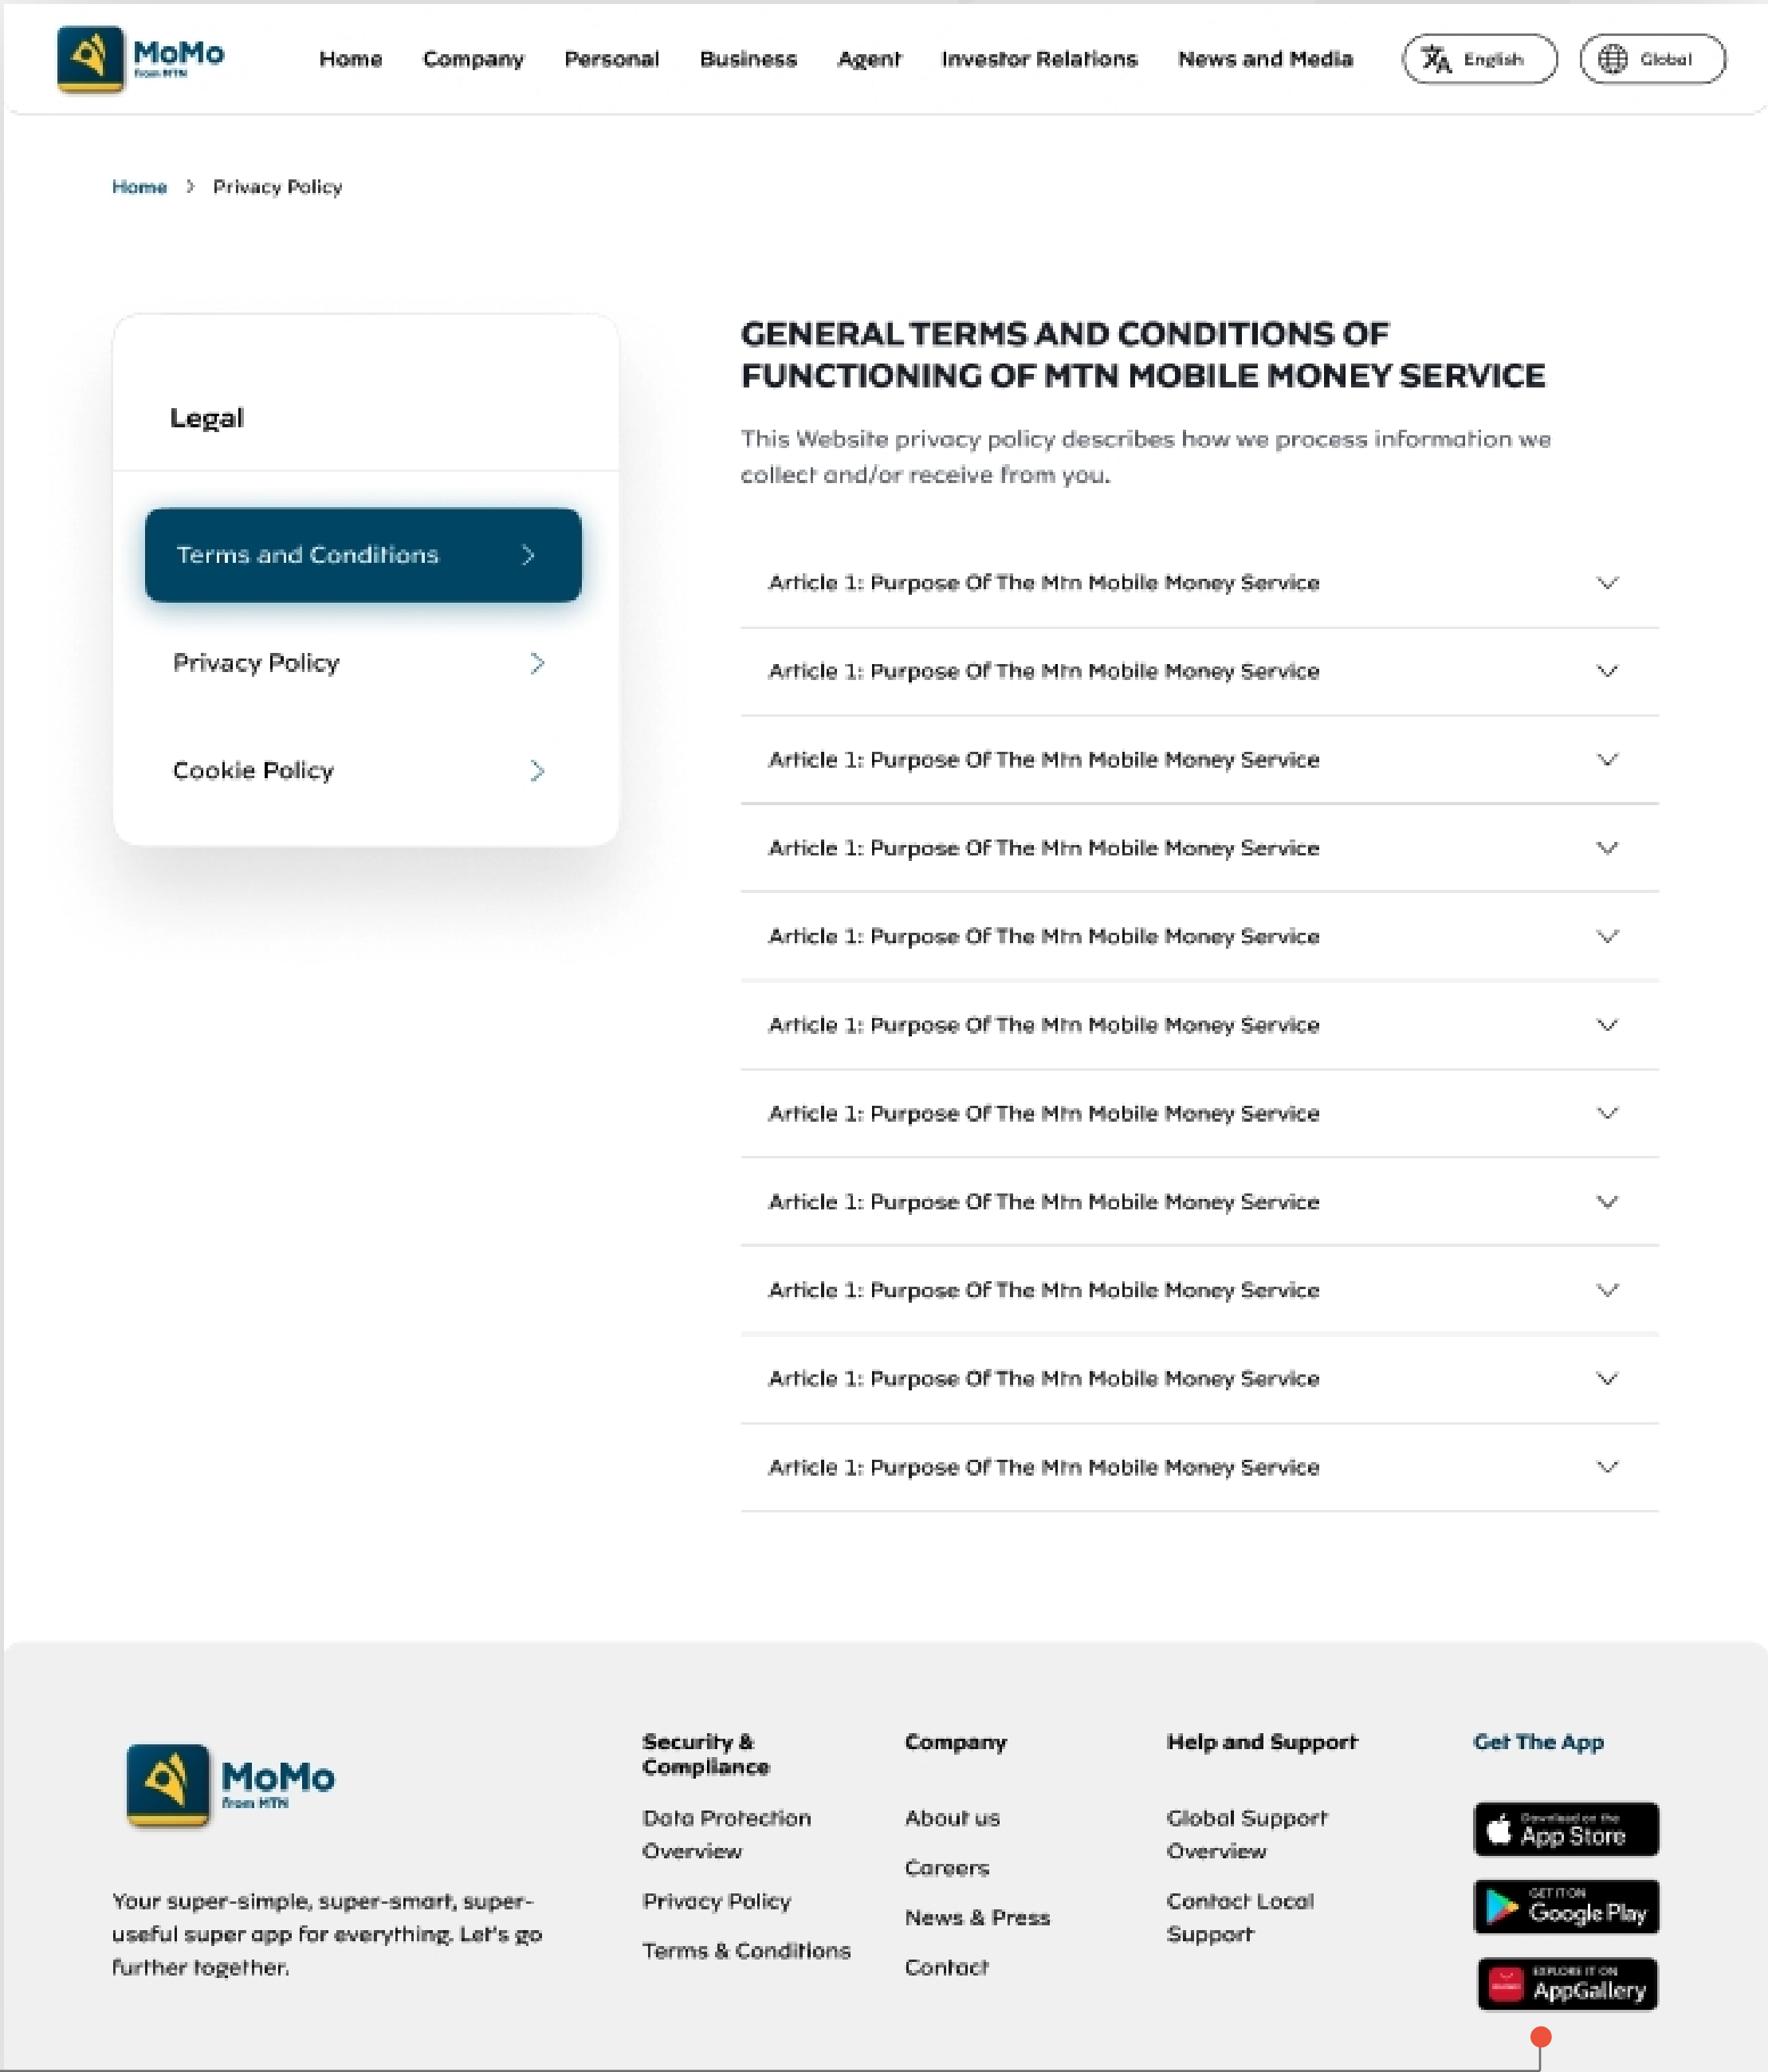 MoMo
from MTN
Home Company Personal Business Agent Investor Relations News and Media English Global
Home > Privacy Policy
Legal
Terms and Conditions
Privacy Policy
Cookie Policy
GENERAL TERMS AND CONDITIONS OF
FUNCTIONING OF MTN MOBILE MONEY SERVICE
This Website privacy policy describes how we process information we
collect and/or receive from you.
Article 1: Purpose Of The Mtn Mobile Money Service
Article 1: Purpose Of The Mtn Mobile Money Service
Article 1: Purpose Of The Mtn Mobile Money Service
Article 1: Purpose Of The Mtn Mobile Money Service
Article 1: Purpose Of The Mtn Mobile Money Service
Article 1: Purpose Of The Mtn Mobile Money Service
Article 1: Purpose Of The Mtn Mobile Money Service
Article 1: Purpose Of The Mtn Mobile Money Service
Article 1: Purpose Of The Mtn Mobile Money Service
Article 1: Purpose Of The Mtn Mobile Money Service
Article 1: Purpose Of The Mtn Mobile Money Service
MoMo
from MTN
Your super-simple, super-smart, super-
useful super app for everything. Let's go
further together.
Security &
Compliance
Data Protection
Overview
Privacy Policy
Terms & Conditions
Company
About us
Careers
News & Press
Contact
Help and Support
Global Support
Overview
Contact Local
Support
Get The App
Download on the
App Store
GET IT ON
Google Play
EXPLORE IT ON
AppGallery